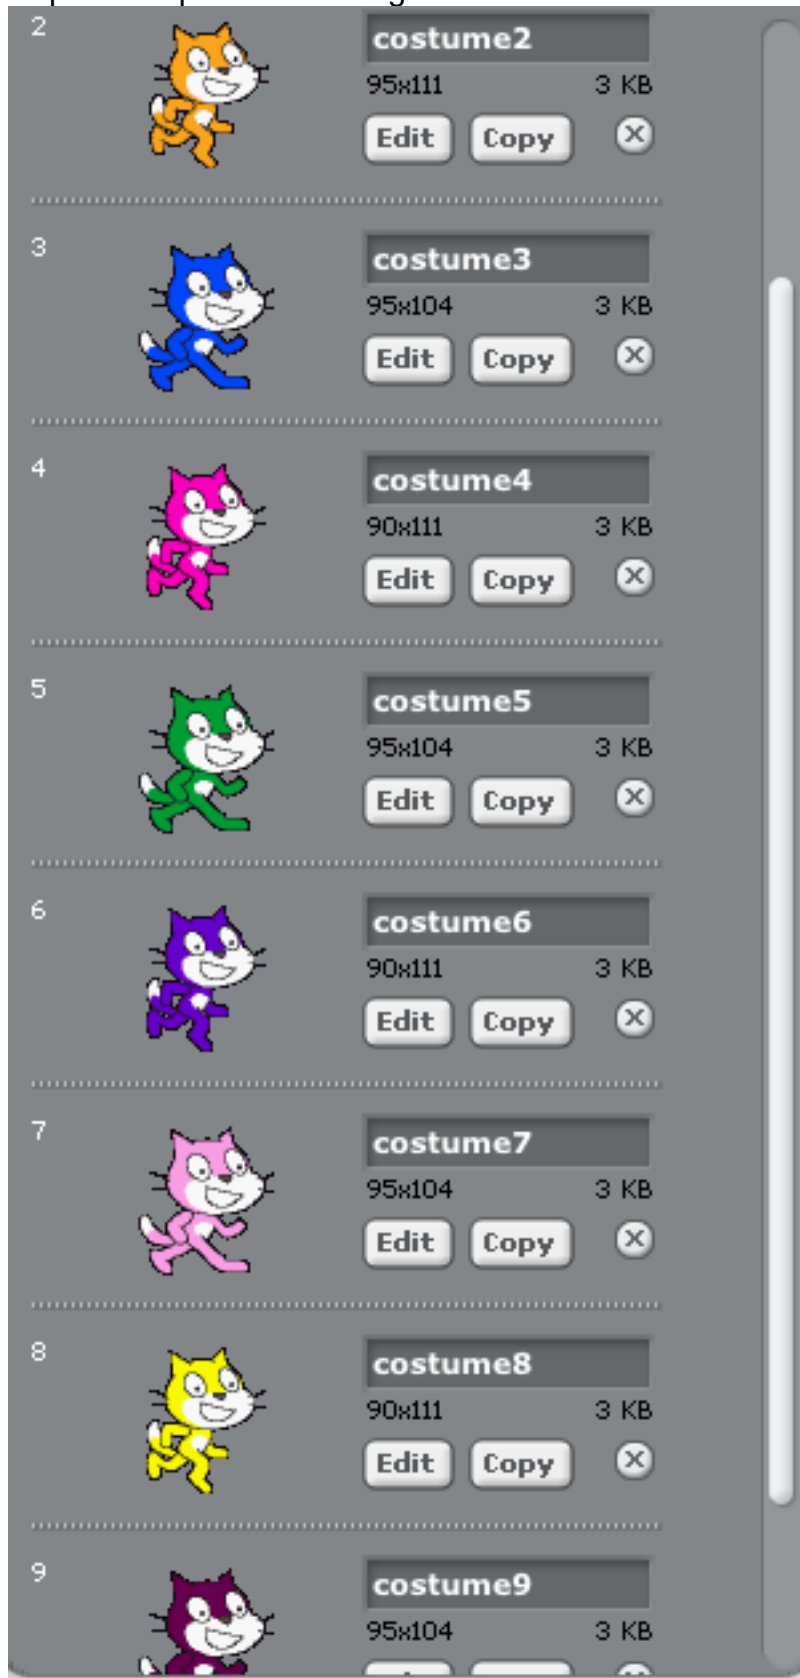 2
costume2
95x111 3 KB
Edit Copy
3
costume3
95x104 3 KB
Edit Copy
4
costume4
90x111 3 KB
Edit Copy
5
costume5
95x104 3 KB
Edit Copy
6
costume6
90x111 3 KB
Edit Copy
7
costume7
95x104 3 KB
Edit Copy
8
costume8
90x111 3 KB
Edit Copy
9
costume9
95x104 3 KB